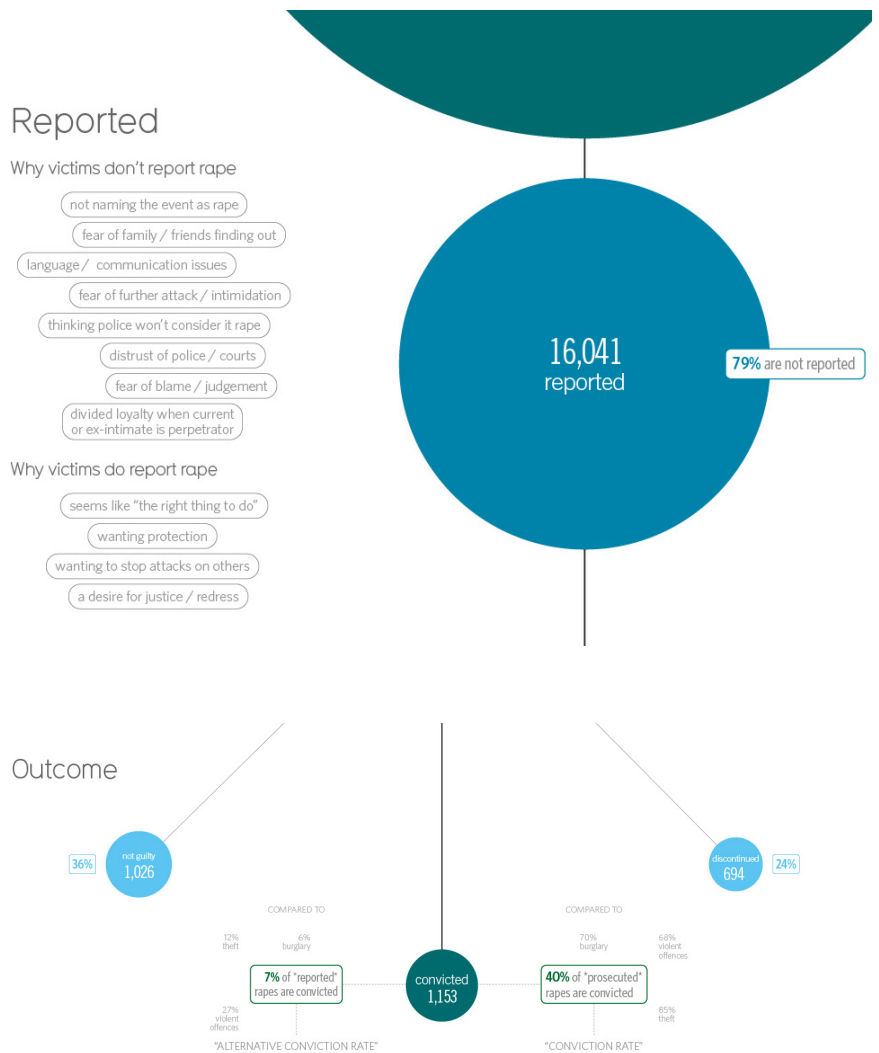 Reported
Why victims don't report rape
not naming the event as rape
fear of family / friends finding out
language / communication issues
fear of further attack / intimidation
thinking police won't consider it rape
distrust of police / courts
fear of blame / judgement
divided loyalty when current
or ex-intimate is perpetrator
16,041
reported
79% are not reported
Why victims do report rape
seems like "the right thing to do"
wanting protection
wanting to stop attacks on others
a desire for justice / redress
Outcome
36%
not guilty
1,026
discontinued
694
24%
COMPARED TO
12%
theft
6%
burglary
7% of *reported*
rapes are convicted
27%
violent
offences
"ALTERNATIVE CONVICTION RATE"
convicted
1,153
COMPARED TO
70%
burglary
68%
violent
offences
40% of *prosecuted*
rapes are convicted
85%
theft
"CONVICTION RATE"